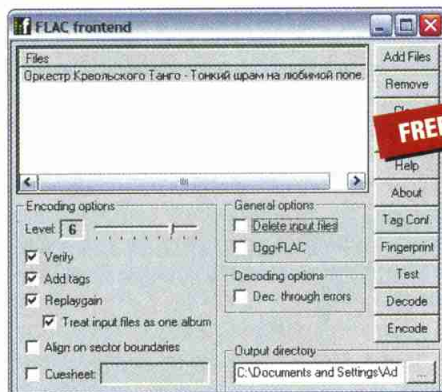 FLAC frontend
Files
Оркестр Креольского Танго - Тонкий шрам на любимой попе.
Add Files
Remove
FREE
Help
About
Tag Conf.
Fingerprint
Test
Decode
Encode
Encoding options
Level: 6
Verify
Add tags
Replaygain
Treat input files as one album
Align on sector boundaries
Cuesheet:
General options
Delete input files
Ogg-FLAC
Decoding options
Dec. through errors
Output directory
C:\Documents and Settings\Ad
...